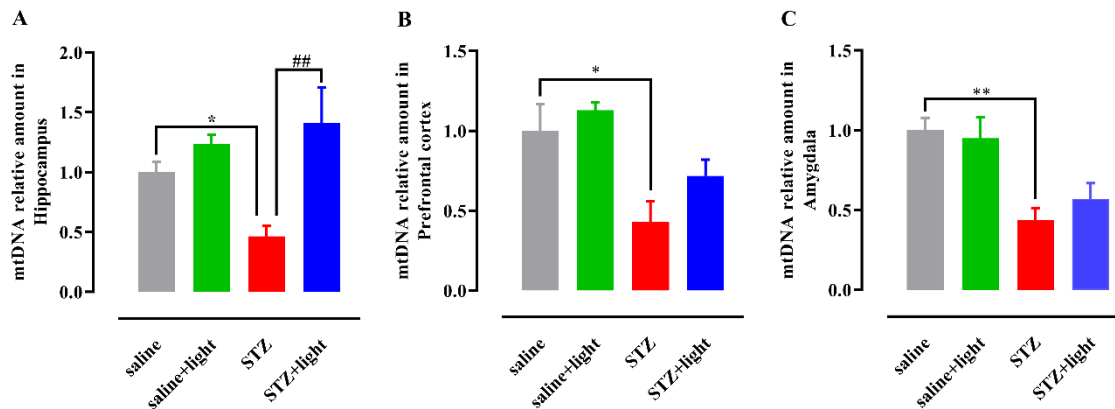 A
mtDNA relative amount in
Hippocampus
2.0
1.5
1.0
0.5
0.0
*
##
saline
saline+light
STZ
STZ+light
B
mtDNA relative amount in
Prefrontal cortex
1.5
1.0
0.5
0.0
*
saline
saline+light
STZ
STZ+light
C
mtDNA relative amount in
Amygdala
1.5
1.0
0.5
0.0
**
saline
saline+light
STZ
STZ+light